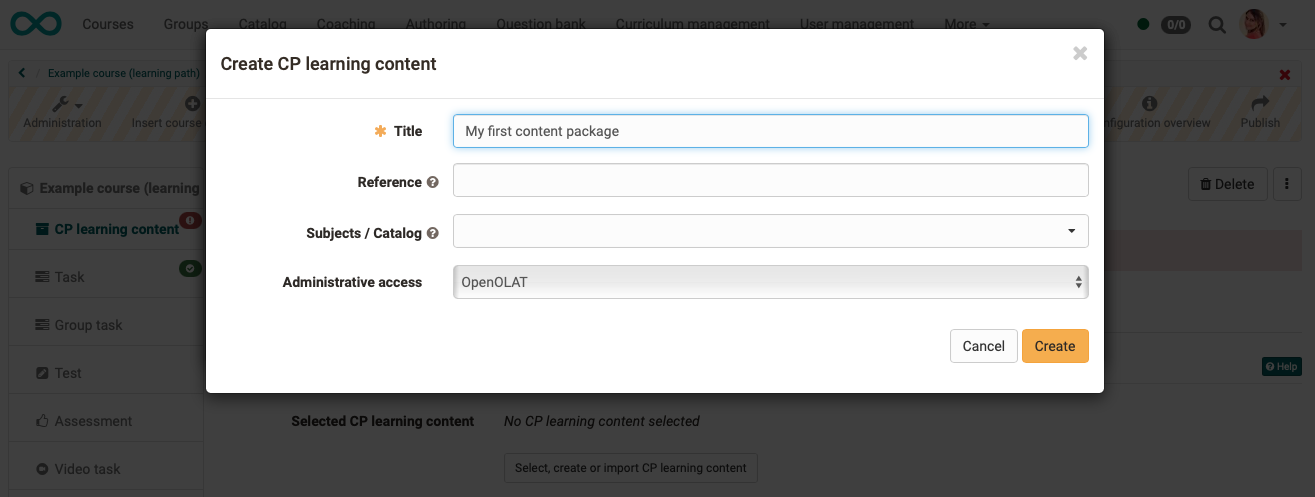 Courses Groups Catalog Coaching Authoring Question bank Curriculum management User management More 0/0
Create CP learning content
Example course (learning path)
Administration Insert course nfiguration overview Publish
Title My first content package
Reference
Subjects / Catalog
Administrative access OpenOLAT
Cancel Create
Example course (learning Delete
CP learning content
Task
Group task
Test
Assessment
Video task
Help
Selected CP learning content No CP learning content selected
Select, create or import CP learning content